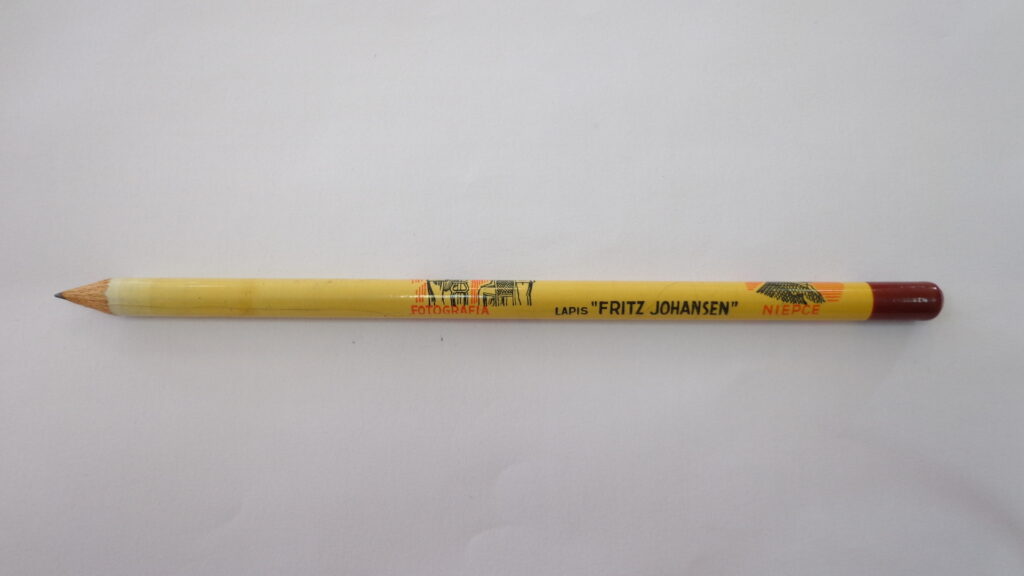 FOTOGRAFIA
LAPIS "FRITZ JOHANSEN"
NIEPCE